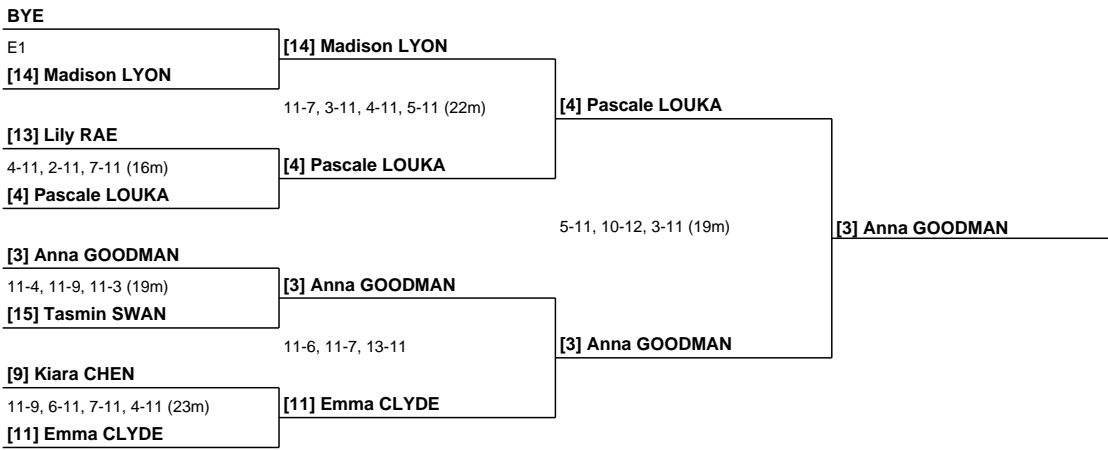 BYE
E1
[14] Madison LYON
[14] Madison LYON
11-7, 3-11, 4-11, 5-11 (22m)
[4] Pascale LOUKA
[13] Lily RAE
4-11, 2-11, 7-11 (16m)
[4] Pascale LOUKA
[4] Pascale LOUKA
5-11, 10-12, 3-11 (19m)
[3] Anna GOODMAN
[3] Anna GOODMAN
11-4, 11-9, 11-3 (19m)
[3] Anna GOODMAN
[15] Tasmin SWAN
11-6, 11-7, 13-11
[3] Anna GOODMAN
[9] Kiara CHEN
11-9, 6-11, 7-11, 4-11 (23m)
[11] Emma CLYDE
[11] Emma CLYDE